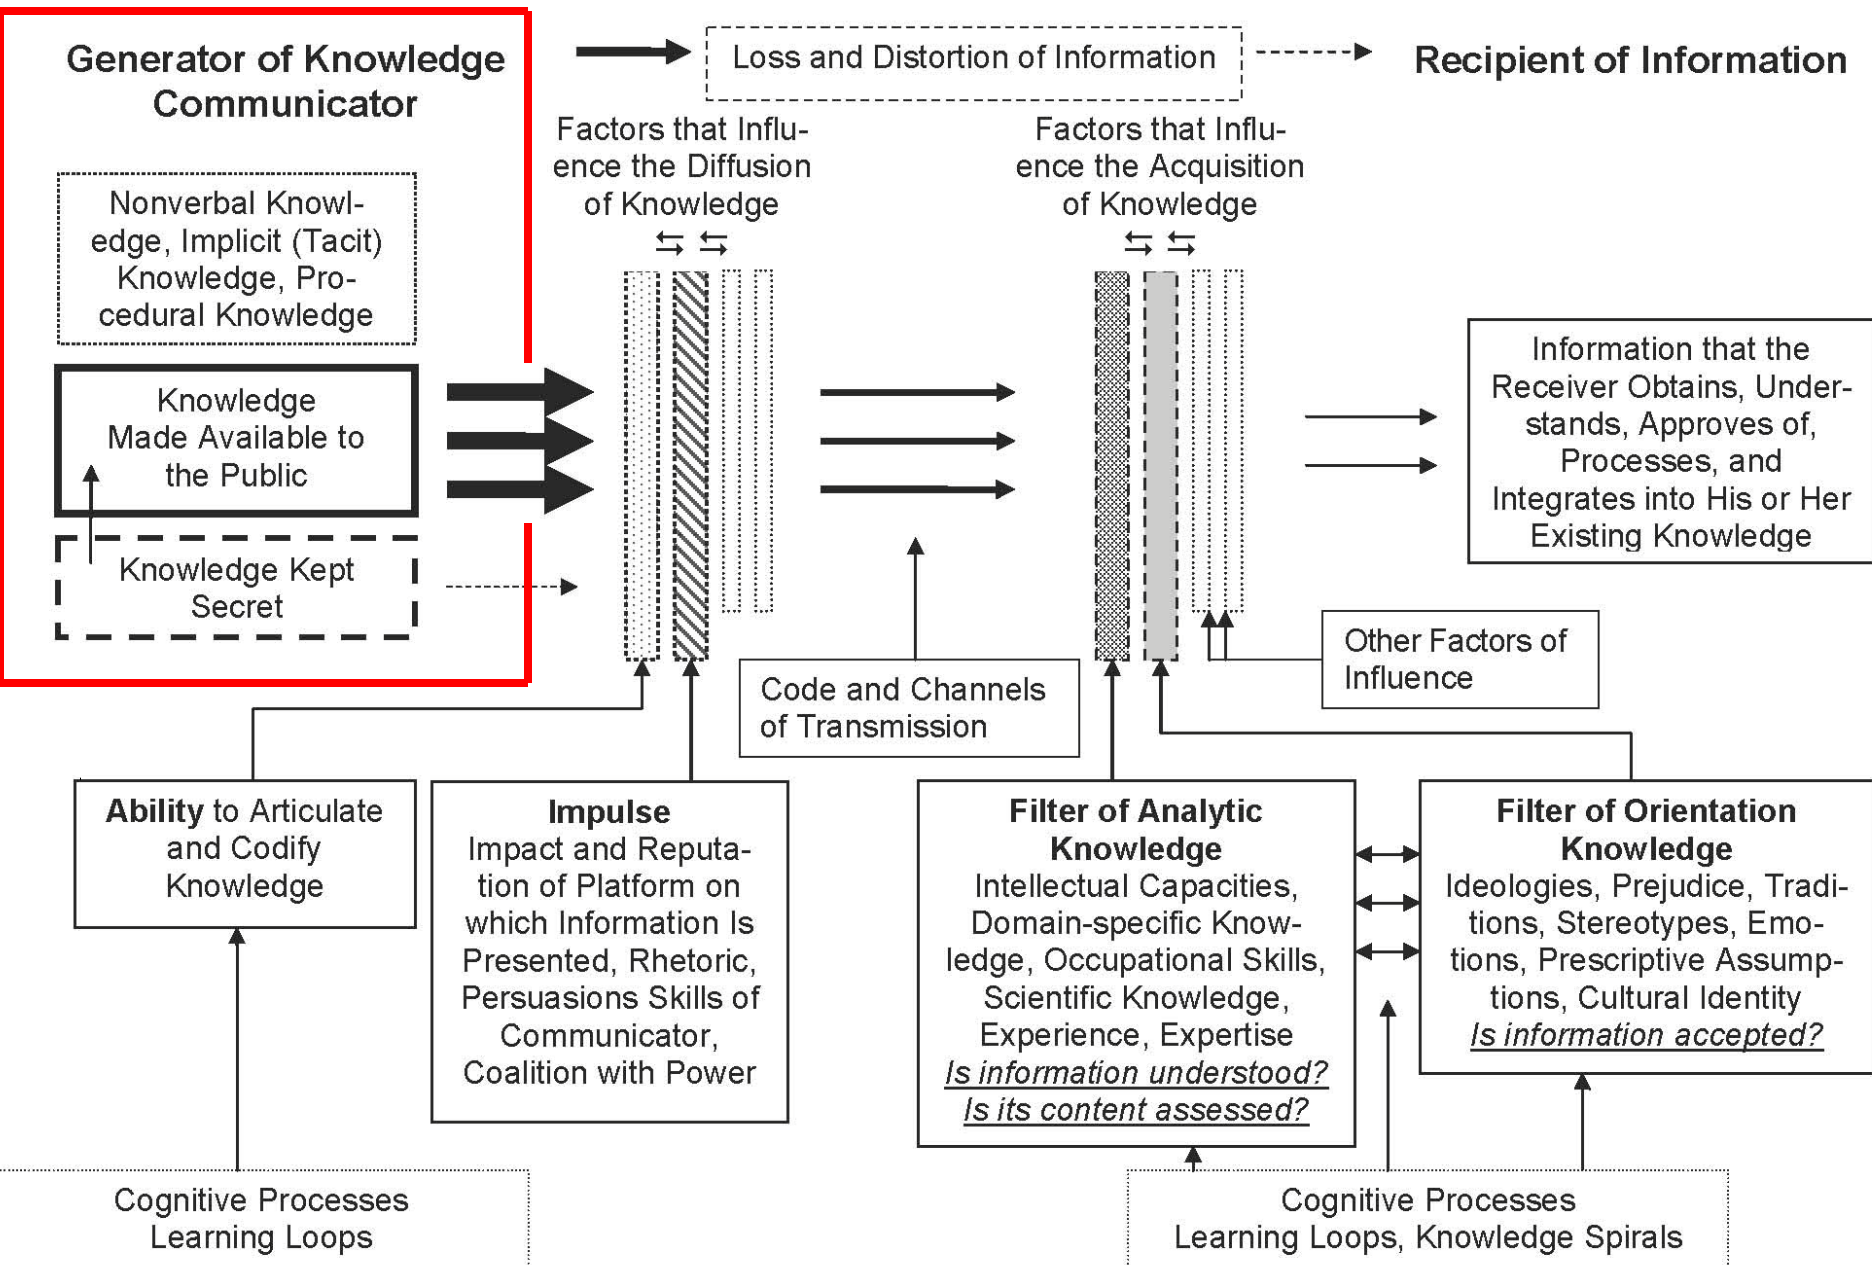 Generator of Knowledge
Communicator
Loss and Distortion of Information
Recipient of Information
Factors that Influ-
ence the Diffusion
of Knowledge
Factors that Influ-
ence the Acquisition
of Knowledge
Nonverbal Knowl-
edge, Implicit (Tacit)
Knowledge, Pro-
cedural Knowledge
Knowledge
Made Available to
the Public
Knowledge Kept
Secret
Information that the
Receiver Obtains, Under-
stands, Approves of,
Processes, and
Integrates into His or Her
Existing Knowledge
Other Factors of
Influence
Code and Channels
of Transmission
Ability to Articulate
and Codify
Knowledge
Impulse
Impact and Reputa-
tion of Platform on
which Information Is
Presented, Rhetoric,
Persuasions Skills of
Communicator,
Coalition with Power
Filter of Analytic
Knowledge
Intellectual Capacities,
Domain-specific Know-
ledge, Occupational Skills,
Scientific Knowledge,
Experience, Expertise
Is information understood?
Is its content assessed?
Filter of Orientation
Knowledge
Ideologies, Prejudice, Tradi-
tions, Stereotypes, Emo-
tions, Prescriptive Assump-
tions, Cultural Identity
Is information accepted?
Cognitive Processes
Learning Loops
Cognitive Processes
Learning Loops, Knowledge Spirals